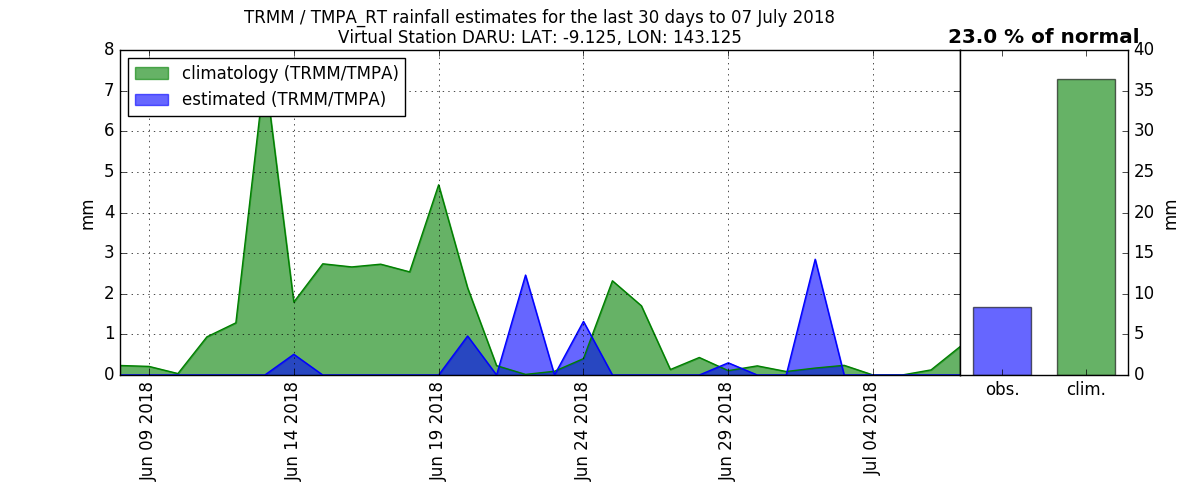 TRMM / TMPA_RT rainfall estimates for the last 30 days to 07 July 2018
Virtual Station DARU: LAT: -9.125, LON: 143.125
23.0 % of normal
climatology (TRMM/TMPA)
estimated (TRMM/TMPA)
8
7
6
5
4
3
2
1
0
mm
Jun 09 2018
Jun 14 2018
Jun 19 2018
Jun 24 2018
Jun 29 2018
Jul 04 2018
obs.
clim.
40
35
30
25
20
15
10
5
0
mm